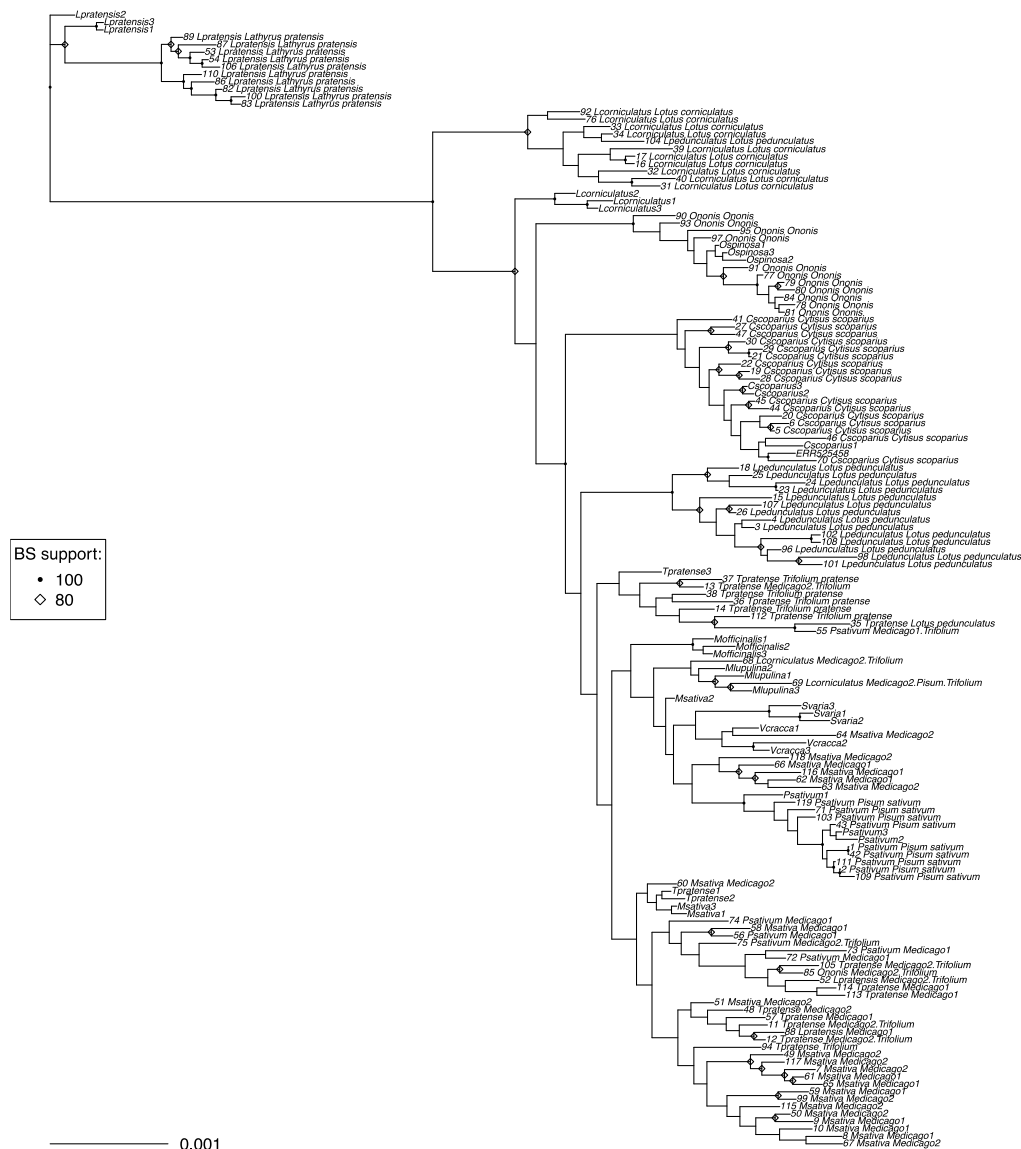 Lpratensis2
Lpratensis3
Lpratensis1
89 Lpratensis Lathyrus pratensis
87 Lpratensis Lathyrus pratensis
53 Lpratensis Lathyrus pratensis
54 Lpratensis Lathyrus pratensis
106 Lpratensis Lathyrus pratensis
110 Lpratensis Lathyrus pratensis
86 Lpratensis Lathyrus pratensis
82 Lpratensis Lathyrus pratensis
100 Lpratensis Lathyrus pratensis
83 Lpratensis Lathyrus pratensis
92 Lcorniculatus Lotus corniculatus
76 Lcorniculatus Lotus corniculatus
33 Lcorniculatus Lotus corniculatus
34 Lcorniculatus Lotus corniculatus
104 Lpedunculatus Lotus pedunculatus
39 Lcorniculatus Lotus corniculatus
17 Lcorniculatus Lotus corniculatus
16 Lcorniculatus Lotus corniculatus
32 Lcorniculatus Lotus corniculatus
40 Lcorniculatus Lotus corniculatus
31 Lcorniculatus Lotus corniculatus
Lcorniculatus2
Lcorniculatus1
Lcorniculatus3
90 Ononis Ononis
93 Ononis Ononis
95 Ononis Ononis
97 Ononis Ononis
Ospinosa1
Ospinosa3
Ospinosa2
91 Ononis Ononis
77 Ononis Ononis
79 Ononis Ononis
80 Ononis Ononis
84 Ononis Ononis
78 Ononis Ononis
81 Ononis Ononis.
41 Cscoparius Cytisus scoparius
27 Cscoparius Cytisus scoparius
47 Cscoparius Cytisus scoparius
30 Cscoparius Cytisus scoparius
29 Cscoparius Cytisus scoparius
21 Cscoparius Cytisus scoparius
22 Cscoparius Cytisus scoparius
19 Cscoparius Cytisus scoparius
28 Cscoparius Cytisus scoparius
Cscoparius3
Cscoparius2
45 Cscoparius Cytisus scoparius
44 Cscoparius Cytisus scoparius
20 Cscoparius Cytisus scoparius
6 Cscoparius Cytisus scoparius
5 Cscoparius Cytisus scoparius
46 Cscoparius Cytisus scoparius
Cscoparius1
ERR525458
70 Cscoparius Cytisus scoparius
18 Lpedunculatus Lotus pedunculatus
25 Lpedunculatus Lotus pedunculatus
24 Lpedunculatus Lotus pedunculatus
23 Lpedunculatus Lotus pedunculatus
15 Lpedunculatus Lotus pedunculatus
107 Lpedunculatus Lotus pedunculatus
26 Lpedunculatus Lotus pedunculatus
4 Lpedunculatus Lotus pedunculatus
3 Lpedunculatus Lotus pedunculatus
102 Lpedunculatus Lotus pedunculatus
108 Lpedunculatus Lotus pedunculatus
96 Lpedunculatus Lotus pedunculatus
98 Lpedunculatus Lotus pedunculatus
101 Lpedunculatus Lotus pedunculatus
BS support:
100
80
Tpratense3
37 Tpratense Trifolium pratense
13 Tpratense Medicago2.Trifolium
38 Tpratense Trifolium pratense
36 Tpratense Trifolium pratense
14 Tpratense Trifolium pratense
112 Tpratense Trifolium pratense
35 Tpratense Lotus pedunculatus
55 Psativum Medicago1.Trifolium
Mofficinalis1
Mofficinalis2
Mofficinalis3
68 Lcorniculatus Medicago2.Trifolium
Mlupulina2
Mlupulina1
69 Lcorniculatus Medicago2.Pisum.Trifolium
Mlupulina3
Msativa2
Svaria3
Svaria1
Svaria2
Vcracca1
64 Msativa Medicago2
Vcracca2
Vcracca3
118 Msativa Medicago2
66 Msativa Medicago1
116 Msativa Medicago1
62 Msativa Medicago1
63 Msativa Medicago2
Psativum1
119 Psativum Pisum sativum
71 Psativum Pisum sativum
103 Psativum Pisum sativum
43 Psativum Pisum sativum
Psativum3
Psativum2
1 Psativum Pisum sativum
42 Psativum Pisum sativum
111 Psativum Pisum sativum
2 Psativum Pisum sativum
109 Psativum Pisum sativum
60 Msativa Medicago2
Tpratense1
Tpratense2
Msativa3
Msativa1
74 Psativum Medicago1
58 Msativa Medicago1
56 Psativum Medicago1
75 Psativum Medicago2.Trifolium
73 Psativum Medicago1
72 Psativum Medicago1
105 Tpratense Medicago2.Trifolium
85 Ononis Medicago2.Trifolium
52 Lpratensis Medicago2.Trifolium
114 Tpratense Medicago1
113 Tpratense Medicago1
51 Msativa Medicago2
48 Tpratense Medicago2
57 Tpratense Medicago1
11 Tpratense Medicago2.Trifolium
88 Lpratensis Medicago1
12 Tpratense Medicago2.Trifolium
94 Tpratense Trifolium
49 Msativa Medicago2
117 Msativa Medicago2
7 Msativa Medicago2
61 Msativa Medicago1
65 Msativa Medicago1
59 Msativa Medicago1
99 Msativa Medicago2
115 Msativa Medicago2
50 Msativa Medicago2
9 Msativa Medicago1
10 Msativa Medicago1
8 Msativa Medicago1
67 Msativa Medicago2
0.001